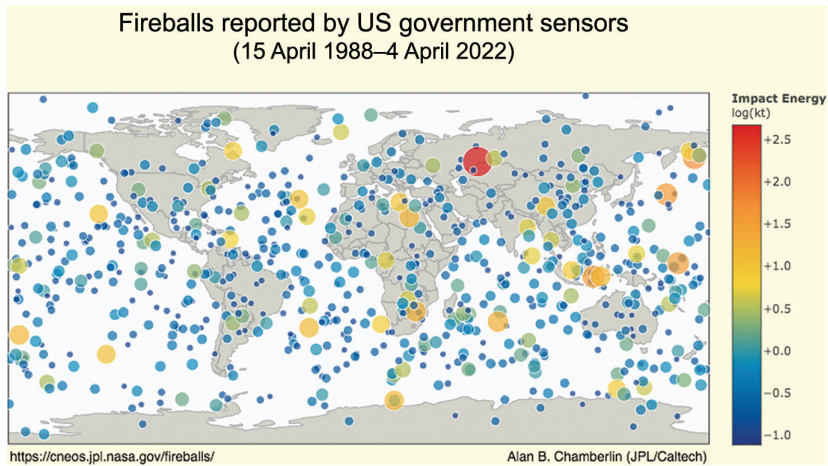 Fireballs reported by US government sensors
(15 April 1988–4 April 2022)
Impact Energy
log(kt)
+2.5
+2.0
+1.5
+1.0
+0.5
+0.0
−0.5
−1.0
https://cneos.jpl.nasa.gov/fireballs/
Alan B. Chamberlin (JPL/Caltech)